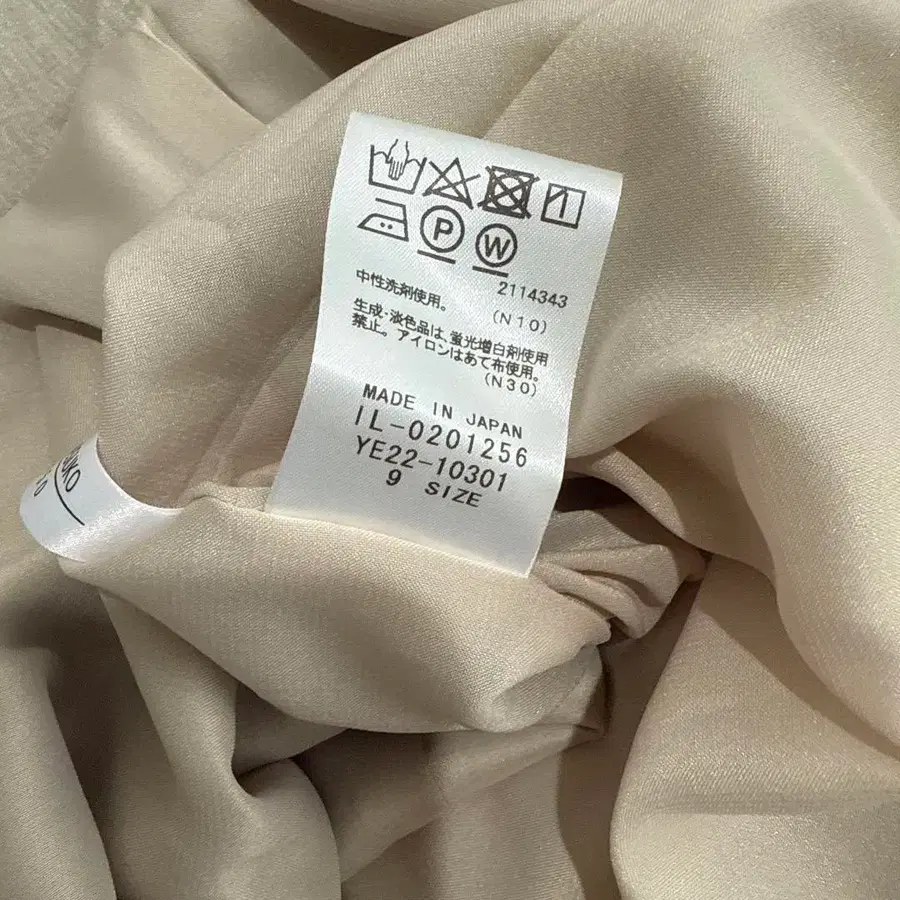 P W
2114343
中性洗剤使用。
(N10)
生成・淡色品は、蛍光増白剤使用
禁止。アイロンはあて布使用。
(N30)
MADE IN JAPAN
IL-0201256
YE22-10301
9 SIZE